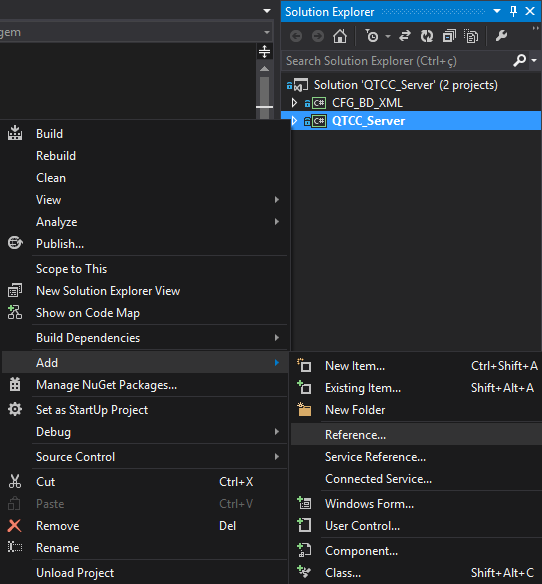 gem
Solution Explorer
Search Solution Explorer (Ctrl+ç)
Solution 'QTCC_Server' (2 projects)
C# CFG_BD_XML
C# QTCC_Server
Build
Rebuild
Clean
View
Analyze
Publish...
Scope to This
New Solution Explorer View
Show on Code Map
Build Dependencies
Add
Manage NuGet Packages...
Set as StartUp Project
Debug
Source Control
Cut Ctrl+X
Paste Ctrl+V
Remove Del
Rename
Unload Project
New Item... Ctrl+Shift+A
Existing Item... Shift+Alt+A
New Folder
Reference...
Service Reference...
Connected Service...
Windows Form...
User Control...
Component...
Class... Shift+Alt+C